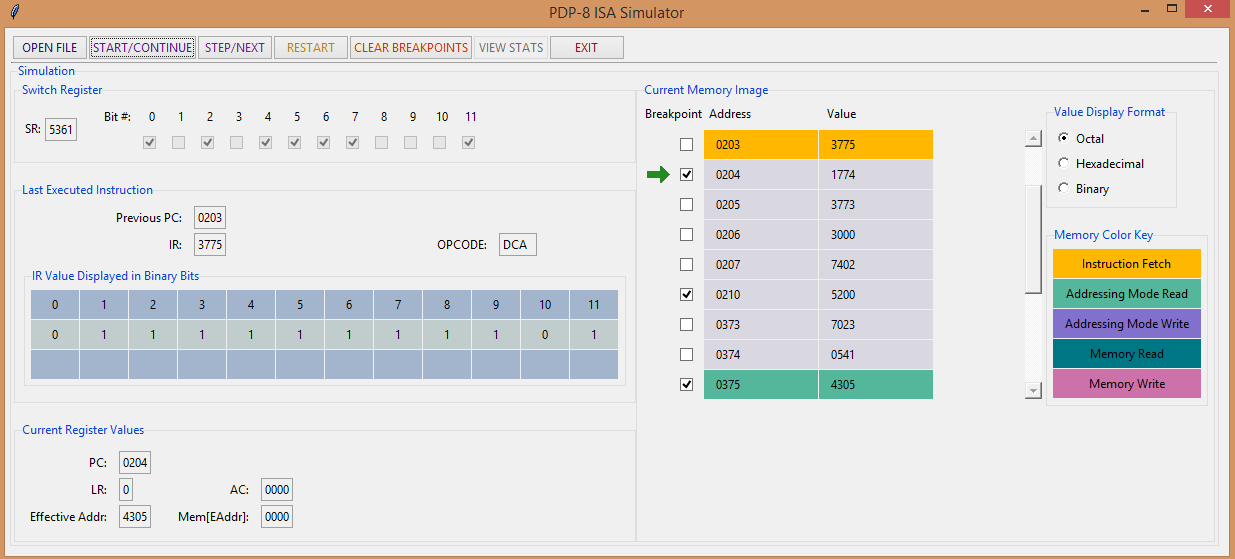 PDP-8 ISA Simulator
OPEN FILE START/CONTINUE STEP/NEXT RESTART CLEAR BREAKPOINTS VIEW STATS EXIT
Simulation
Switch Register
Bit #: 0 1 2 3 4 5 6 7 8 9 10 11
SR: 5361
Last Executed Instruction
Previous PC: 0203
IR: 3775 OPCODE: DCA
IR Value Displayed in Binary Bits
0 1 2 3 4 5 6 7 8 9 10 11
0 1 1 1 1 1 1 1 1 1 0 1
Current Register Values
PC: 0204
LR: 0 AC: 0000
Effective Addr: 4305 Mem[EAddr]: 0000
Current Memory Image
Breakpoint Address Value
0203 3775
0204 1774
0205 3773
0206 3000
0207 7402
0210 5200
0373 7023
0374 0541
0375 4305
Value Display Format
Octal
Hexadecimal
Binary
Memory Color Key
Instruction Fetch
Addressing Mode Read
Addressing Mode Write
Memory Read
Memory Write